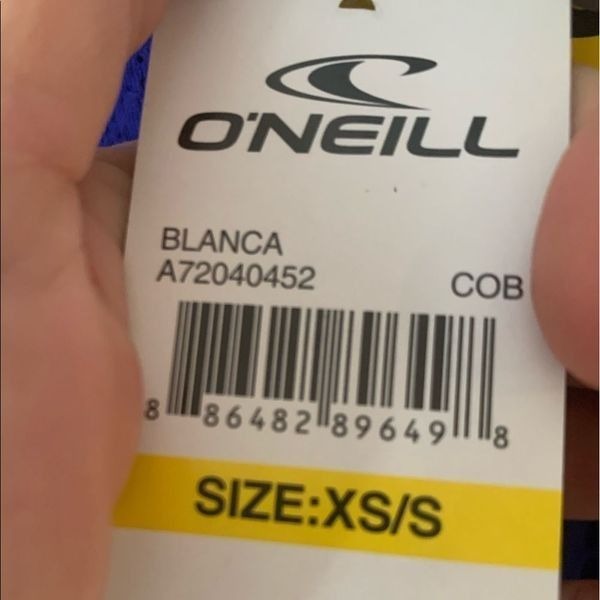 O'NEILL
BLANCA
A72040452 COB
8 86482 89649 8
SIZE:XS/S